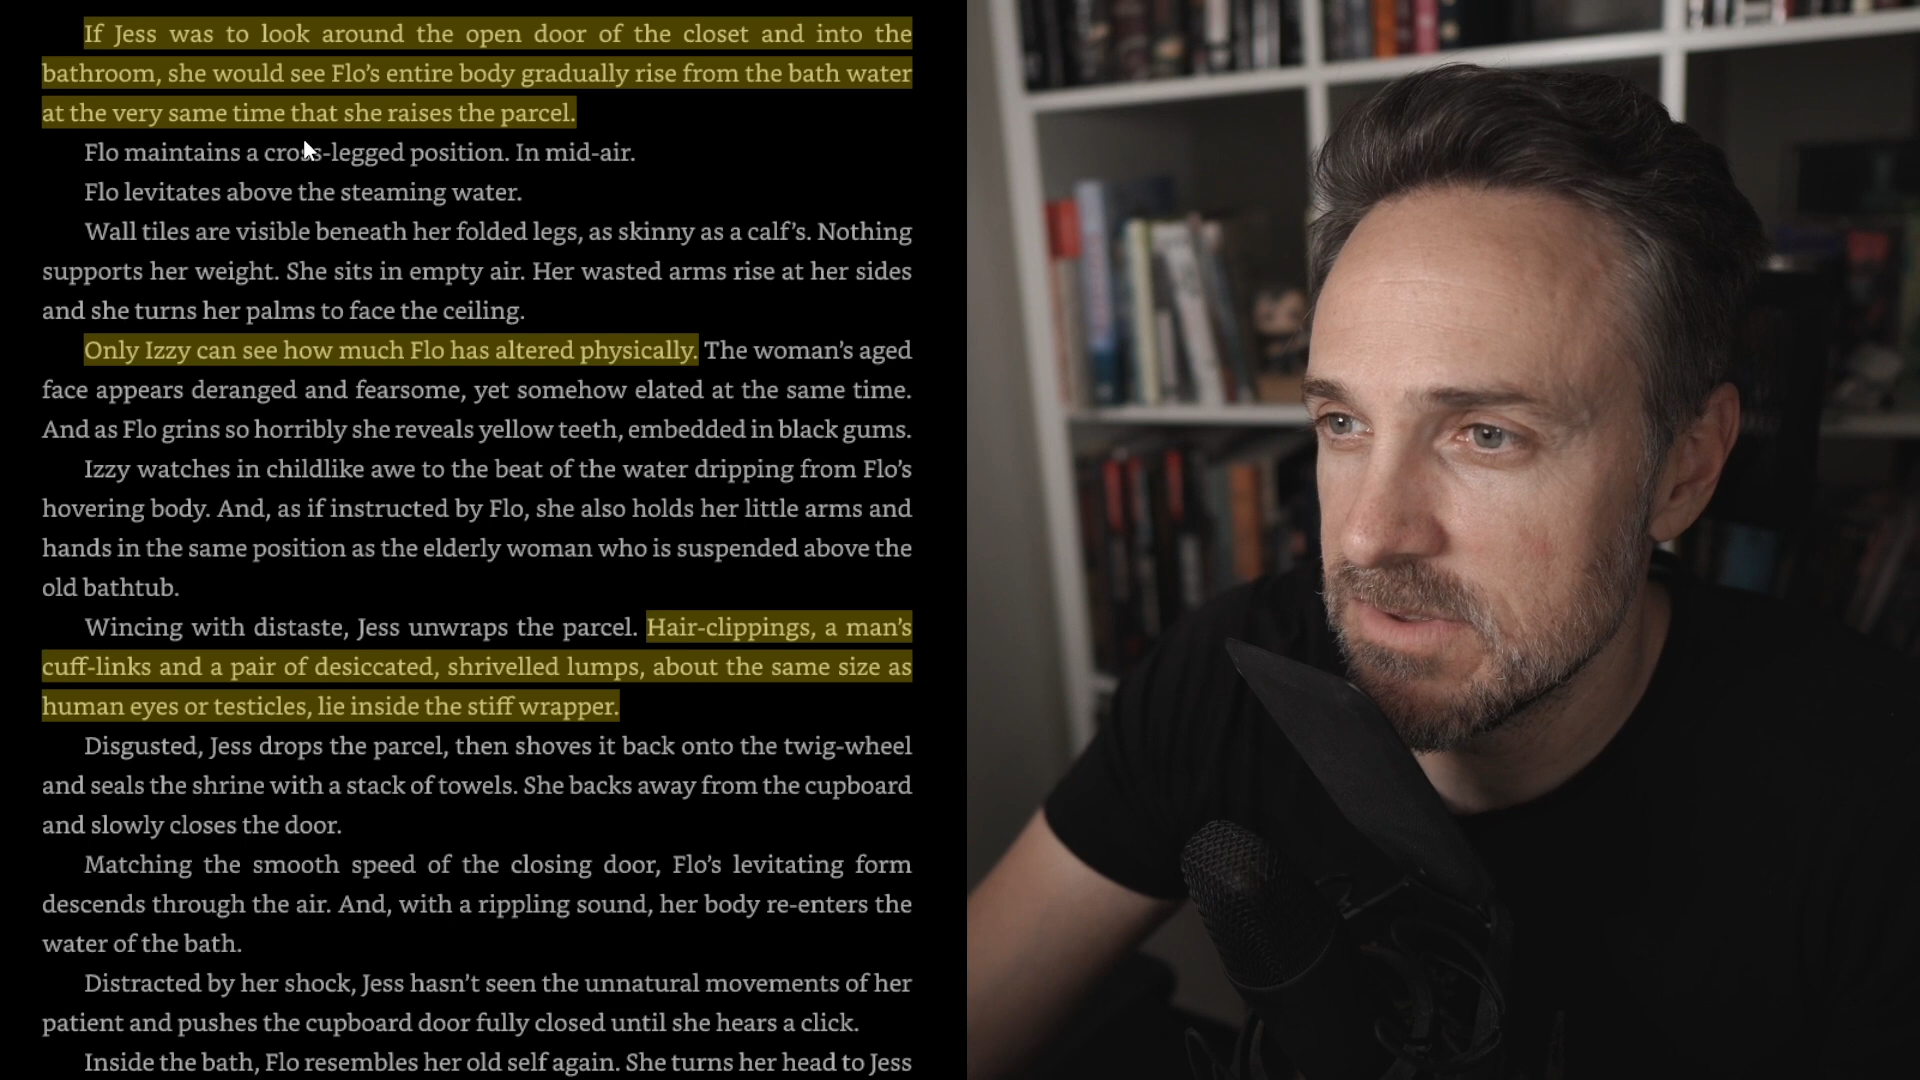 If Jess was to look around the open door of the closet and into the
bathroom, she would see Flo’s entire body gradually rise from the bath water
at the very same time that she raises the parcel.
Flo maintains a cross-legged position. In mid-air.
Flo levitates above the steaming water.
Wall tiles are visible beneath her folded legs, as skinny as a calf’s. Nothing
supports her weight. She sits in empty air. Her wasted arms rise at her sides
and she turns her palms to face the ceiling.
Only Izzy can see how much Flo has altered physically. The woman’s aged
face appears deranged and fearsome, yet somehow elated at the same time.
And as Flo grins so horribly she reveals yellow teeth, embedded in black gums.
Izzy watches in childlike awe to the beat of the water dripping from Flo’s
hovering body. And, as if instructed by Flo, she also holds her little arms and
hands in the same position as the elderly woman who is suspended above the
old bathtub.
Wincing with distaste, Jess unwraps the parcel. Hair-clippings, a man’s
cuff-links and a pair of desiccated, shrivelled lumps, about the same size as
human eyes or testicles, lie inside the stiff wrapper.
Disgusted, Jess drops the parcel, then shoves it back onto the twig-wheel
and seals the shrine with a stack of towels. She backs away from the cupboard
and slowly closes the door.
Matching the smooth speed of the closing door, Flo’s levitating form
descends through the air. And, with a rippling sound, her body re-enters the
water of the bath.
Distracted by her shock, Jess hasn’t seen the unnatural movements of her
patient and pushes the cupboard door fully closed until she hears a click.
Inside the bath, Flo resembles her old self again. She turns her head to Jess